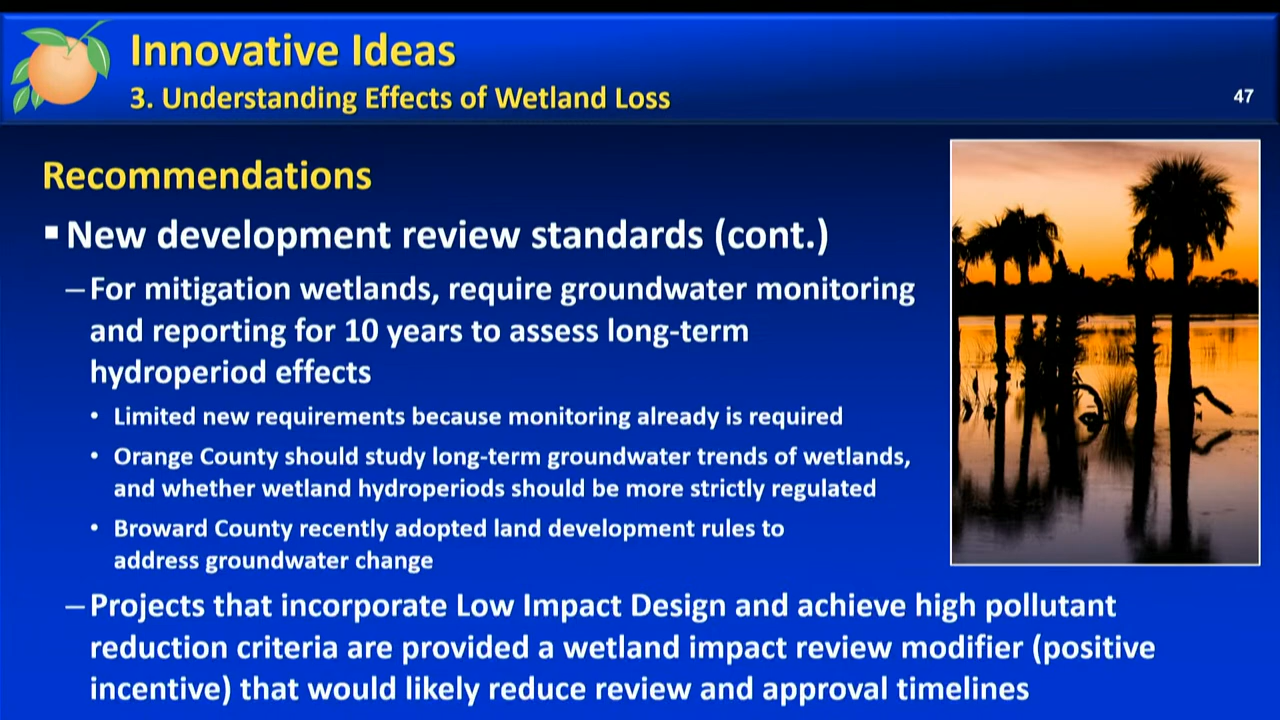 Innovative Ideas
3. Understanding Effects of Wetland Loss
47
Recommendations
▪ New development review standards (cont.)
– For mitigation wetlands, require groundwater monitoring
and reporting for 10 years to assess long-term
hydroperiod effects
• Limited new requirements because monitoring already is required
• Orange County should study long-term groundwater trends of wetlands,
and whether wetland hydroperiods should be more strictly regulated
• Broward County recently adopted land development rules to
address groundwater change
– Projects that incorporate Low Impact Design and achieve high pollutant
reduction criteria are provided a wetland impact review modifier (positive
incentive) that would likely reduce review and approval timelines